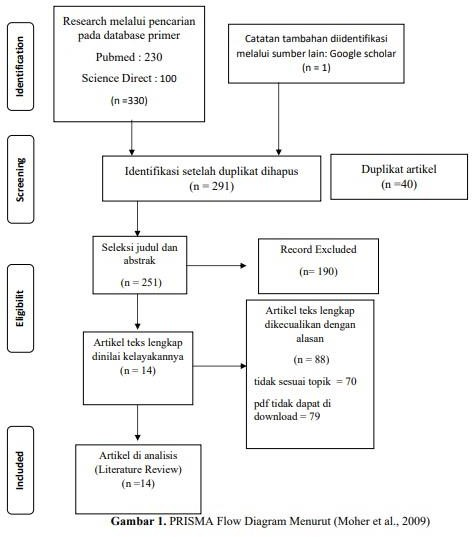 Identification
Research melalui pencarian
pada database primer
Pubmed : 230
Science Direct : 100
(n =330)
Catatan tambahan diidentifikasi
melalui sumber lain: Google scholar
(n = 1)
Screening
Identifikasi setelah duplikat dihapus
(n = 291)
Duplikat artikel
(n =40)
Eligibilit
Seleksi judul dan
abstrak
(n = 251)
Record Excluded
(n= 190)
Artikel teks lengkap
dinilai kelayakannya
(n = 14)
Artikel teks lengkap
dikecualikan dengan
alasan
(n = 88)
tidak sesuai topik = 70
pdf tidak dapat di
download = 79
Included
Artikel di analisis
(Literature Review)
(n =14)
Gambar 1. PRISMA Flow Diagram Menurut (Moher et al., 2009)